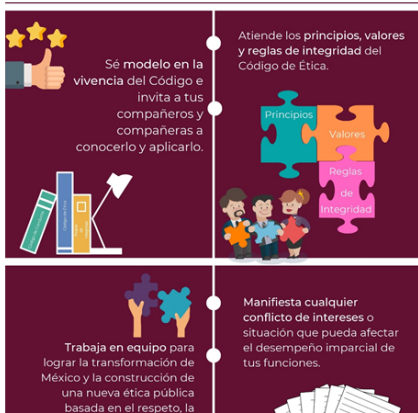 Sé modelo en la
vivencia del Código e
invita a tus
compañeros y
compañeras a
conocerlo y aplicarlo.
Atiende los principios, valores
y reglas de integridad del
Código de Ética.
Principios
Valores
Reglas
de
Integridad
Trabaja en equipo para
lograr la transformación de
México y la construcción de
una nueva ética pública
basada en el respeto, la
Manifiesta cualquier
conflicto de intereses o
situación que pueda afectar
el desempeño imparcial de
tus funciones.